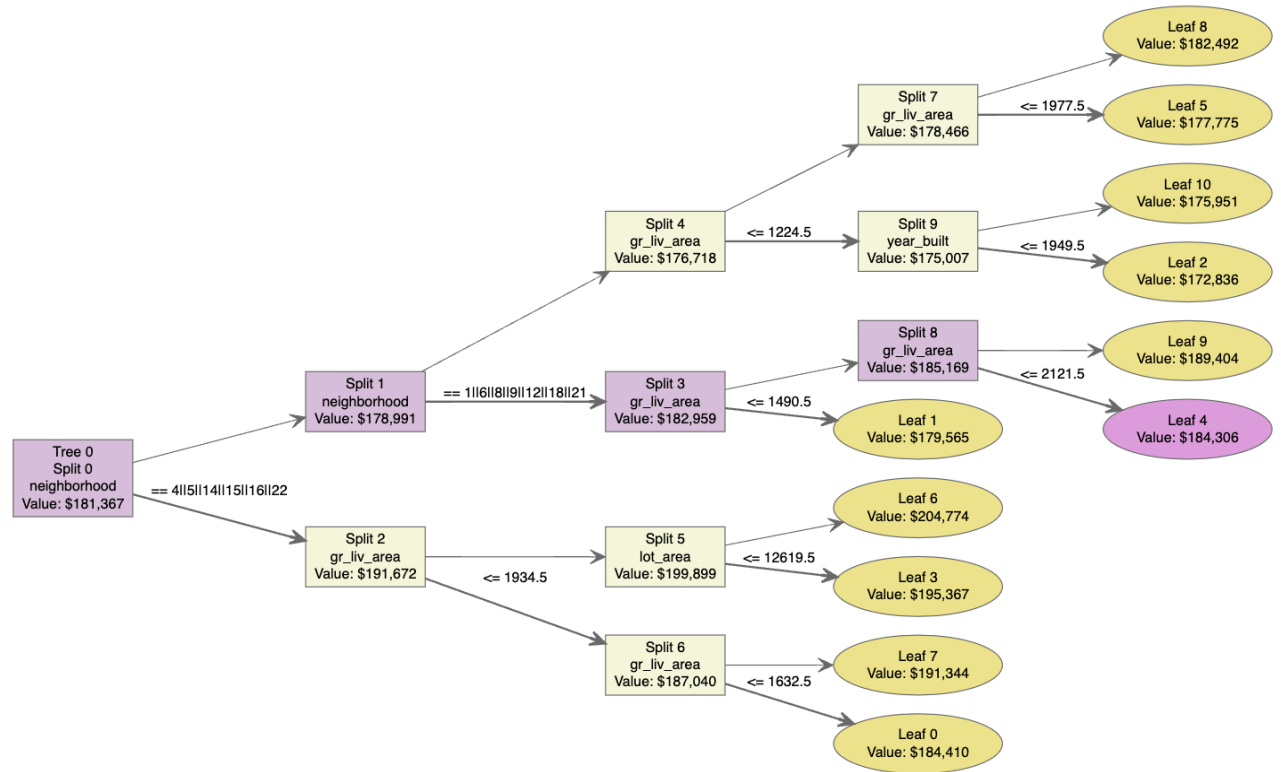 Tree 0
Split 0
neighborhood
Value: $181,367
== 4||5||14||15||16||22
Split 1
neighborhood
Value: $178,991
== 1||6||8||9||12||18||21
Split 2
gr_liv_area
Value: $191,672
<= 1934.5
Split 4
gr_liv_area
Value: $176,718
<= 1224.5
Split 3
gr_liv_area
Value: $182,959
<= 1490.5
Split 5
lot_area
Value: $199,899
<= 12619.5
Split 6
gr_liv_area
Value: $187,040
<= 1632.5
Split 7
gr_liv_area
Value: $178,466
<= 1977.5
Split 9
year_built
Value: $175,007
<= 1949.5
Split 8
gr_liv_area
Value: $185,169
<= 2121.5
Leaf 1
Value: $179,565
Leaf 6
Value: $204,774
Leaf 3
Value: $195,367
Leaf 7
Value: $191,344
Leaf 0
Value: $184,410
Leaf 8
Value: $182,492
Leaf 5
Value: $177,775
Leaf 10
Value: $175,951
Leaf 2
Value: $172,836
Leaf 9
Value: $189,404
Leaf 4
Value: $184,306